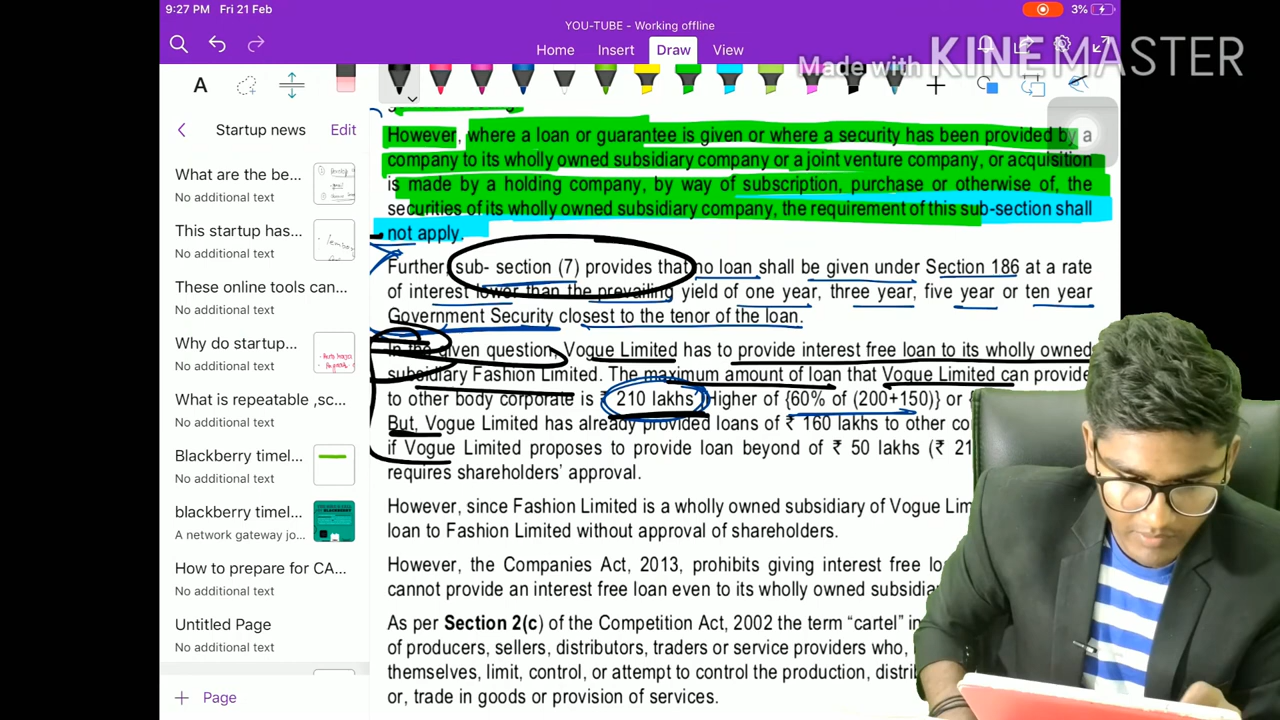 9:27 PM Fri 21 Feb
3%
YOU-TUBE - Working offline
Home Insert Draw View
Made with KINEMASTER
A
Startup news Edit
What are the be...
No additional text
This startup has...
No additional text
These online tools can...
No additional text
Why do startup...
No additional text
What is repeatable ,sc...
No additional text
Blackberry timel...
No additional text
blackberry timel...
A network gateway jo...
How to prepare for CA...
No additional text
Untitled Page
No additional text
+ Page
However, where a loan or guarantee is given or where a security has been provided by a
company to its wholly owned subsidiary company or a joint venture company, or acquisition
is made by a holding company, by way of subscription, purchase or otherwise of, the
securities of its wholly owned subsidiary company, the requirement of this sub-section shall
not apply.
Further, sub- section (7) provides that no loan shall be given under Section 186 at a rate
of interest lower than the prevailing yield of one year, three year, five year or ten year
Government Security closest to the tenor of the loan.
In the given question, Vogue Limited has to provide interest free loan to its wholly owned
subsidiary Fashion Limited. The maximum amount of loan that Vogue Limited can provide
to other body corporate is ₹ 210 lakhs' Higher of {60% of (200+150)} or {
But, Vogue Limited has already provided loans of ₹ 160 lakhs to other co
if Vogue Limited proposes to provide loan beyond of ₹ 50 lakhs (₹ 21
requires shareholders' approval.
However, since Fashion Limited is a wholly owned subsidiary of Vogue Lim
loan to Fashion Limited without approval of shareholders.
However, the Companies Act, 2013, prohibits giving interest free lo
cannot provide an interest free loan even to its wholly owned subsidia
As per Section 2(c) of the Competition Act, 2002 the term “cartel” in
of producers, sellers, distributors, traders or service providers who,
themselves, limit, control, or attempt to control the production, distri
or, trade in goods or provision of services.